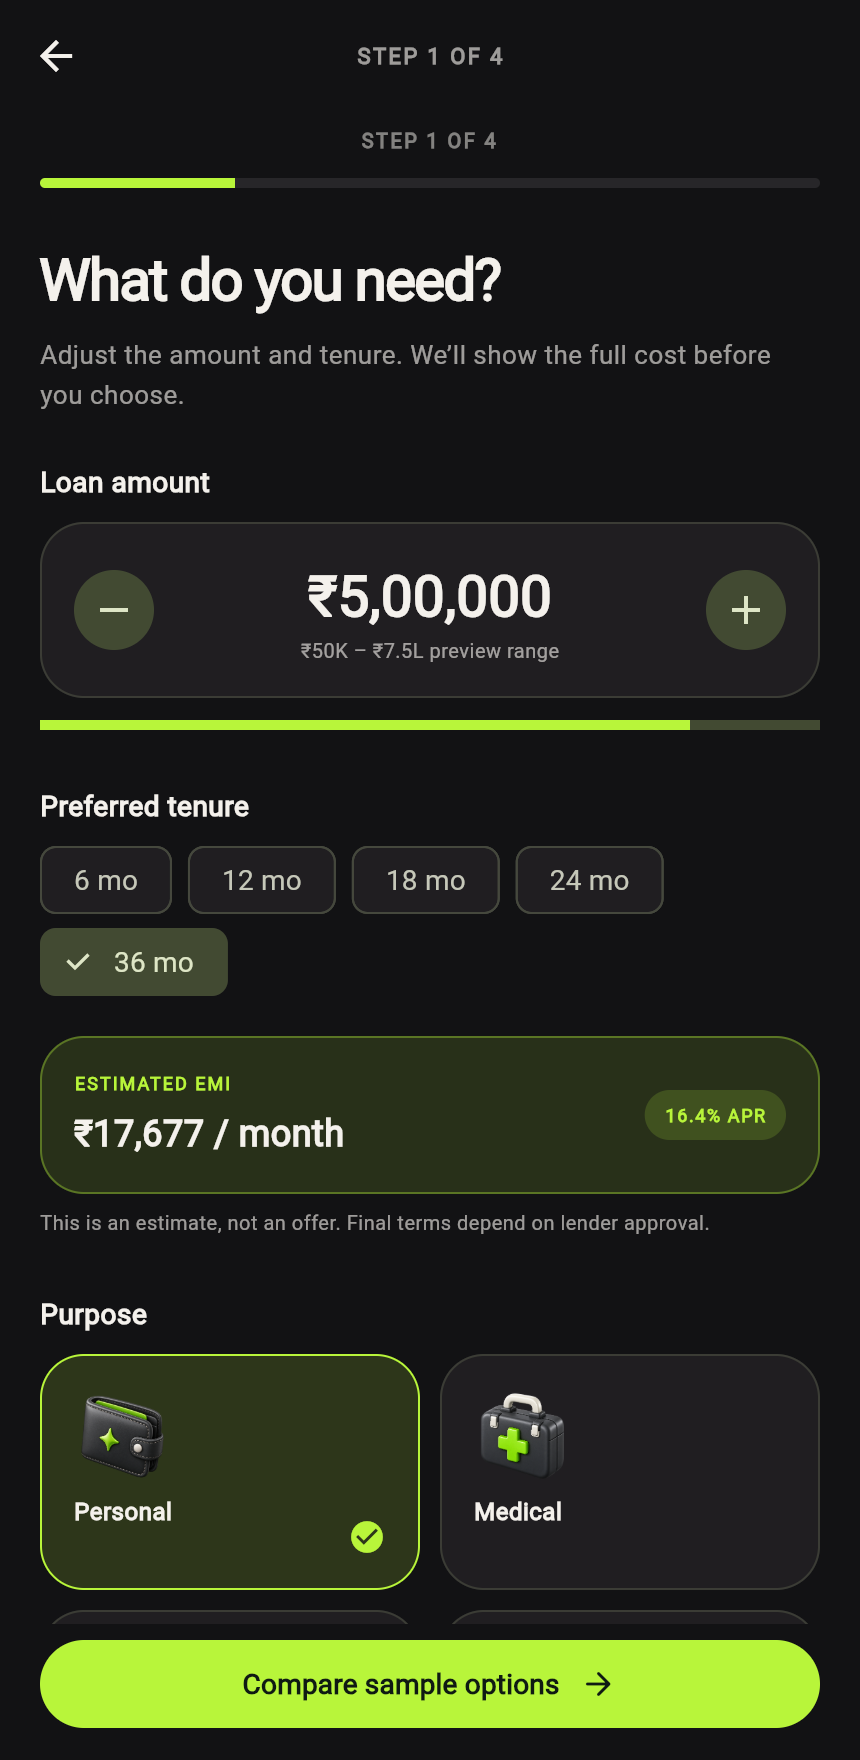 STEP 1 OF 4
STEP 1 OF 4
What do you need?
Adjust the amount and tenure. We’ll show the full cost before
you choose.
Loan amount
₹5,00,000
₹50K – ₹7.5L preview range
Preferred tenure
6 mo
12 mo
18 mo
24 mo
36 mo
ESTIMATED EMI
₹17,677 / month
16.4% APR
This is an estimate, not an offer. Final terms depend on lender approval.
Purpose
Personal
Medical
Compare sample options